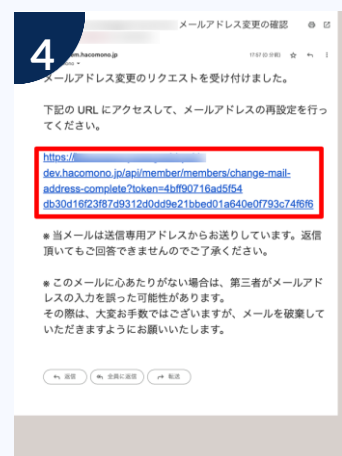 4
メールアドレス変更の確認
m.hacomono.jp
17:57 (0 分前)
メールアドレス変更のリクエストを受け付けました。
下記の URL にアクセスして、メールアドレスの再設定を行っ
てください。
https://
dev.hacomono.jp/api/member/members/change-mail-
address-complete?token=4bff90716ad5f54
db30d16f23f87d9312d0dd9e21bbed01a640e0f793c74f6f6
※ 当メールは送信専用アドレスからお送りしています。返信
頂いてもご回答できませんのでご了承ください。
※ このメールに心あたりがない場合は、第三者がメールアド
レスの入力を誤った可能性があります。
その際は、大変お手数ではございますが、メールを破棄して
いただきますようにお願いいたします。
返信
全員に返信
転送